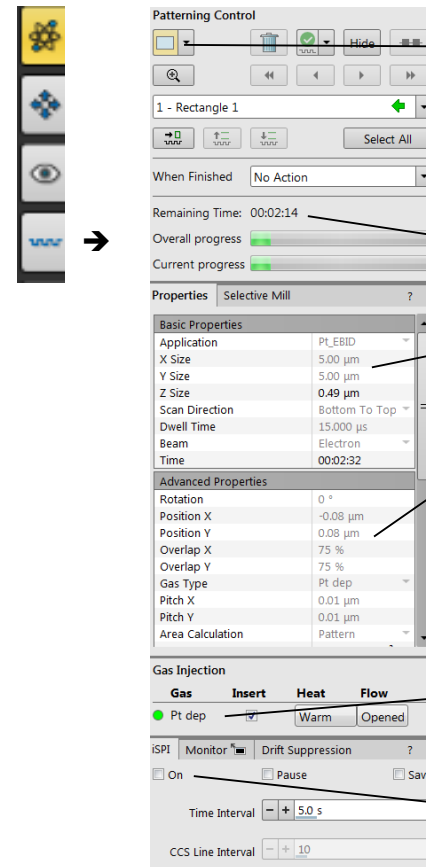 Patterning Control
Hide
1 - Rectangle 1
Select All
When Finished No Action
Remaining Time: 00:02:14
Overall progress
Current progress
Properties Selective Mill ?
Basic Properties
Application Pt_EBID
X Size 5.00 µm
Y Size 5.00 µm
Z Size 0.49 µm
Scan Direction Bottom To Top
Dwell Time 15.000 µs
Beam Electron
Time 00:02:32
Advanced Properties
Rotation 0 °
Position X -0.08 µm
Position Y 0.08 µm
Overlap X 75 %
Overlap Y 75 %
Gas Type Pt dep
Pitch X 0.01 µm
Pitch Y 0.01 µm
Area Calculation Pattern
Gas Injection
Gas Insert Heat Flow
Pt dep Warm Opened
iSPI Monitor Drift Suppression ?
On Pause Sav
Time Interval - + 5.0 s
CCS Line Interval - + 10